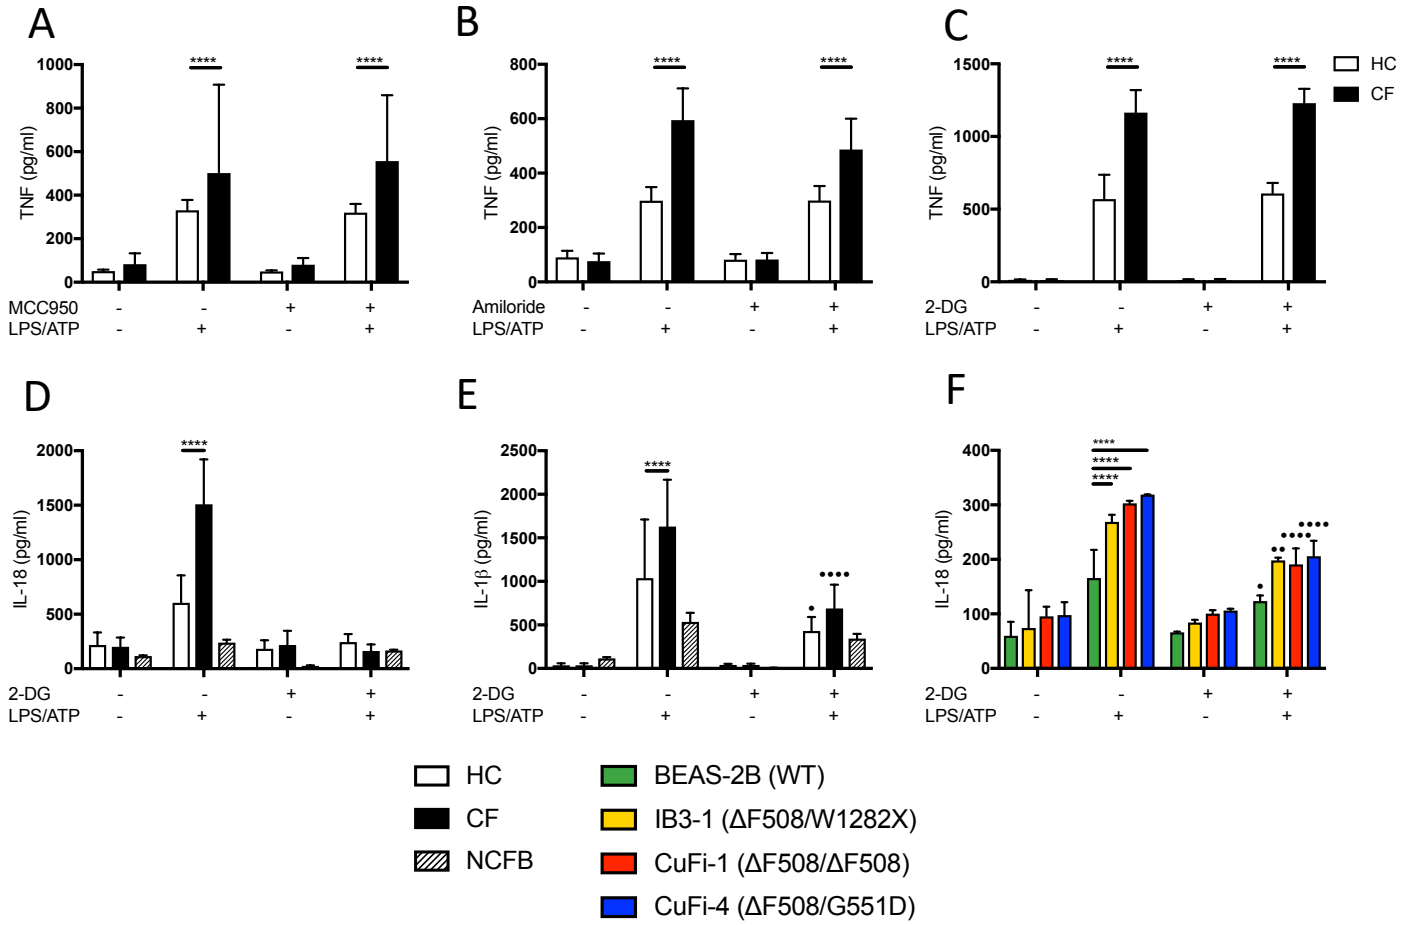 A
1000
800
600
400
200
0
TNF (pg/ml)
**** ****
MCC950 - - + +
LPS/ATP - + - +
B
800
600
400
200
0
TNF (pg/ml)
**** ****
Amiloride - - + +
LPS/ATP - + - +
C
1500
1000
500
0
TNF (pg/ml)
**** ****
2-DG - - + +
LPS/ATP - + - +
HC
CF
D
2000
1500
1000
500
0
IL-18 (pg/ml)
****
2-DG - - + +
LPS/ATP - + - +
E
2500
2000
1500
1000
500
0
IL-1β (pg/ml)
****
• ••••
2-DG - - + +
LPS/ATP - + - +
F
400
300
200
100
0
IL-18 (pg/ml)
****
****
****
• •• •••• ••••
2-DG - - + +
LPS/ATP - + - +
HC
CF
NCFB
BEAS-2B (WT)
IB3-1 (ΔF508/W1282X)
CuFi-1 (ΔF508/ΔF508)
CuFi-4 (ΔF508/G551D)